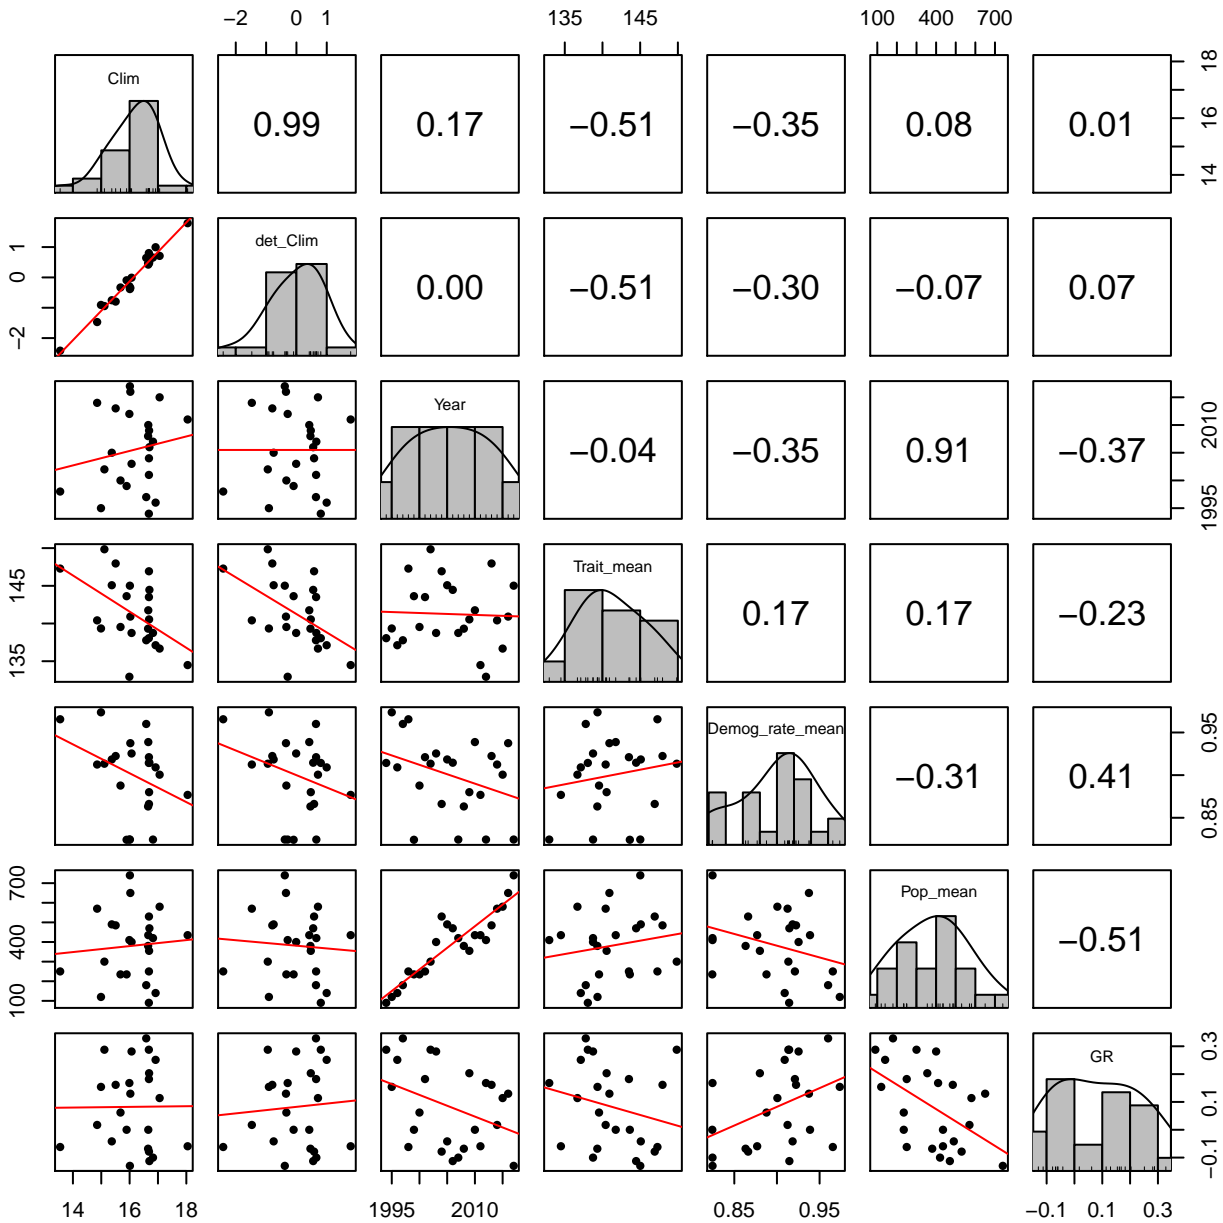 −2 0 1 135 145 100 400 700
Clim 0.99 0.17 −0.51 −0.35 0.08 0.01 14 16 18
−2 0 1 det_Clim 0.00 −0.51 −0.30 −0.07 0.07
Year −0.04 −0.35 0.91 −0.37 1995 2010
135 145 Trait_mean 0.17 0.17 −0.23
Demog_rate_mean −0.31 0.41 0.85 0.95
100 400 700 Pop_mean −0.51
GR −0.1 0.1 0.3
14 16 18 1995 2010 0.85 0.95 −0.1 0.1 0.3